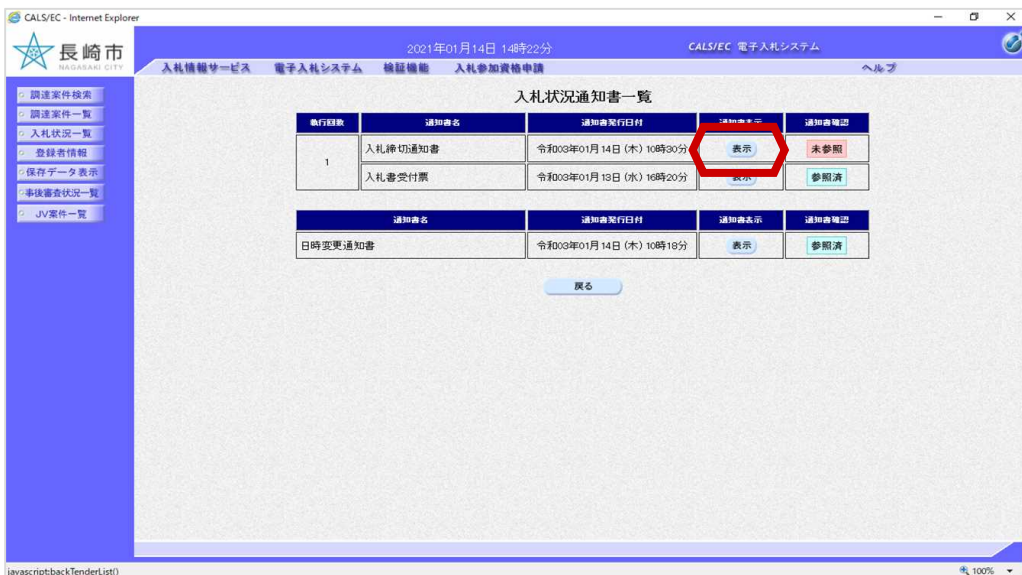 CALS/EC - Internet Explorer
長崎市
NAGASAKI CITY
2021年01月14日 14時22分
CALS/EC 電子入札システム
入札情報サービス 電子入札システム 検証機能 入札参加資格申請 ヘルプ
調達案件検索
調達案件一覧
入札状況一覧
登録者情報
保存データ表示
事後審査状況一覧
JV案件一覧
入札状況通知書一覧
執行回数 通知書名 通知書発行日付 通知書表示 通知書確認
1 入札締切通知書 令和03年01月14日(木)10時30分 表示 未参照
入札書受付票 令和03年01月13日(水)16時20分 表示 参照済
通知書名 通知書発行日付 通知書表示 通知書確認
日時変更通知書 令和03年01月14日(木)10時18分 表示 参照済
戻る
javascript:backTenderList()
100%